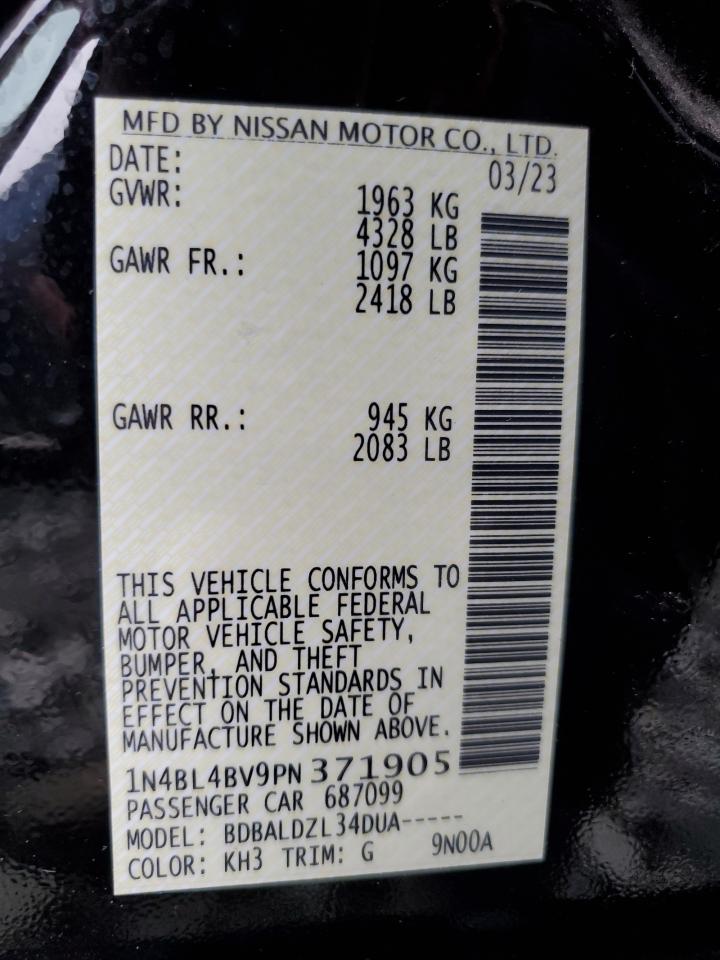 MFD BY NISSAN MOTOR CO., LTD.
DATE: 03/23
GVWR: 1963 KG
4328 LB
GAWR FR.: 1097 KG
2418 LB
GAWR RR.: 945 KG
2083 LB
THIS VEHICLE CONFORMS TO
ALL APPLICABLE FEDERAL
MOTOR VEHICLE SAFETY,
BUMPER, AND THEFT
PREVENTION STANDARDS IN
EFFECT ON THE DATE OF
MANUFACTURE SHOWN ABOVE.
1N4BL4BV9PN371905
PASSENGER CAR 687099
MODEL: BDBALDZL34DUA-----
COLOR: KH3 TRIM: G 9N00A